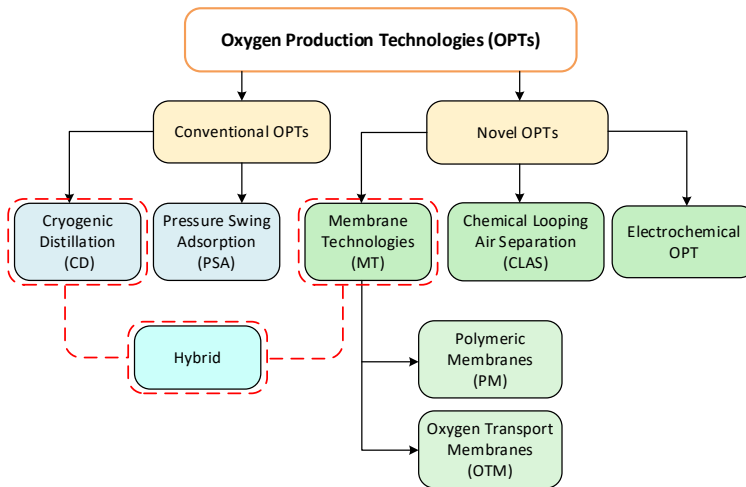 Oxygen Production Technologies (OPTs)
Conventional OPTs
Novel OPTs
Cryogenic
Distillation
(CD)
Pressure Swing
Adsorption
(PSA)
Membrane
Technologies
(MT)
Chemical Looping
Air Separation
(CLAS)
Electrochemical
OPT
Hybrid
Polymeric
Membranes
(PM)
Oxygen Transport
Membranes
(OTM)